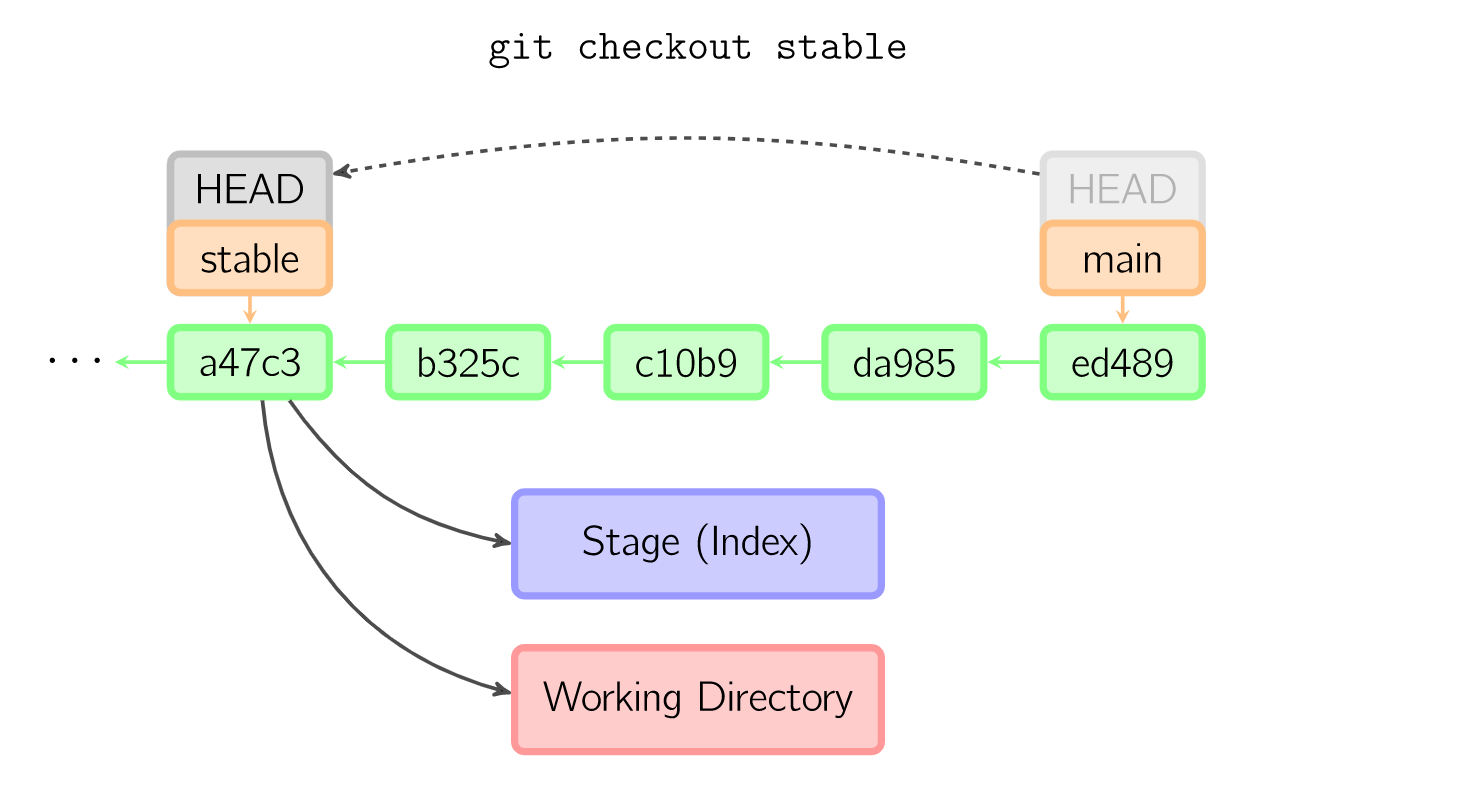 git checkout stable
HEAD
HEAD
stable
main
... a47c3 b325c c10b9 da985 ed489
Stage (Index)
Working Directory